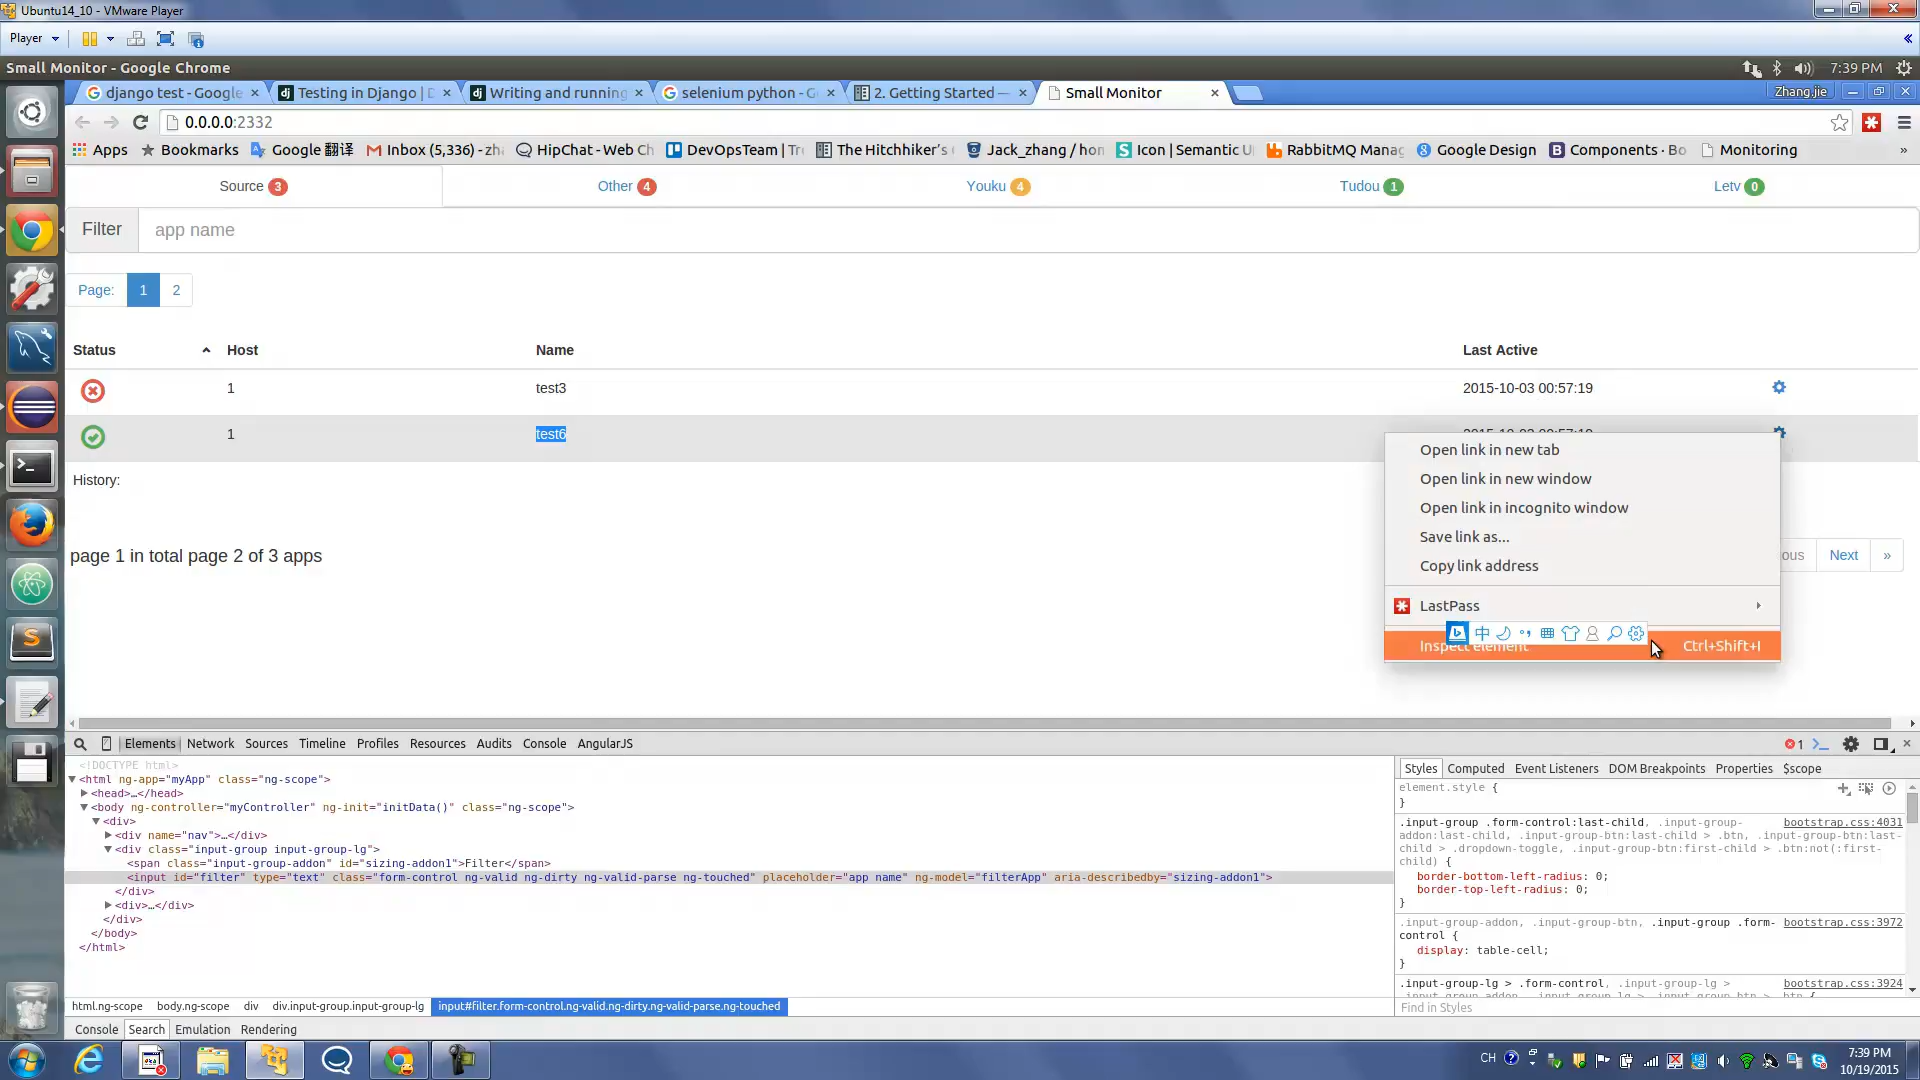 Ubuntu14_10 - VMware Player
Player
Small Monitor - Google Chrome
7:39 PM
django test - Google
Testing in Django | D
Writing and running
selenium python - G
2. Getting Started —
Small Monitor
Zhang.jie
0.0.0.0:2332
Apps
Bookmarks
Google 翻译
Inbox (5,336) - zh
HipChat - Web Ch
DevOpsTeam | Tr
The Hitchhiker's
Jack_zhang / hon
Icon | Semantic U
RabbitMQ Manag
Google Design
Components · Bo
Monitoring
»
Source 3
Other 4
Youku 4
Tudou 1
Letv 0
Filter
app name
Page: 1 2
Status Host Name Last Active
1 test3 2015-10-03 00:57:19
1 test6
History:
page 1 in total page 2 of 3 apps
ous Next »
Open link in new tab
Open link in new window
Open link in incognito window
Save link as...
Copy link address
LastPass
中
Inspect element Ctrl+Shift+I
Elements Network Sources Timeline Profiles Resources Audits Console AngularJS
1
<!DOCTYPE html>
<html ng-app="myApp" class="ng-scope">
<head>…</head>
<body ng-controller="myController" ng-init="initData()" class="ng-scope">
<div>
<div name="nav">…</div>
<div class="input-group input-group-lg">
<span class="input-group-addon" id="sizing-addon1">Filter</span>
<input id="filter" type="text" class="form-control ng-valid ng-dirty ng-valid-parse ng-touched" placeholder="app name" ng-model="filterApp" aria-describedby="sizing-addon1">
</div>
<div>…</div>
</div>
</body>
</html>
Styles Computed Event Listeners DOM Breakpoints Properties $scope
element.style {
}
.input-group .form-control:last-child, .input-group- bootstrap.css:4031
addon:last-child, .input-group-btn:last-child > .btn, .input-group-btn:last-
child > .dropdown-toggle, .input-group-btn:first-child > .btn:not(:first-
child) {
border-bottom-left-radius: 0;
border-top-left-radius: 0;
}
.input-group-addon, .input-group-btn, .input-group .form- bootstrap.css:3972
control {
display: table-cell;
}
.input-group-lg > .form-control, .input-group-lg > bootstrap.css:3924
Find in Styles
html.ng-scope body.ng-scope div div.input-group.input-group-lg input#filter.form-control.ng-valid.ng-dirty.ng-valid-parse.ng-touched
Console Search Emulation Rendering
CH
7:39 PM
10/19/2015